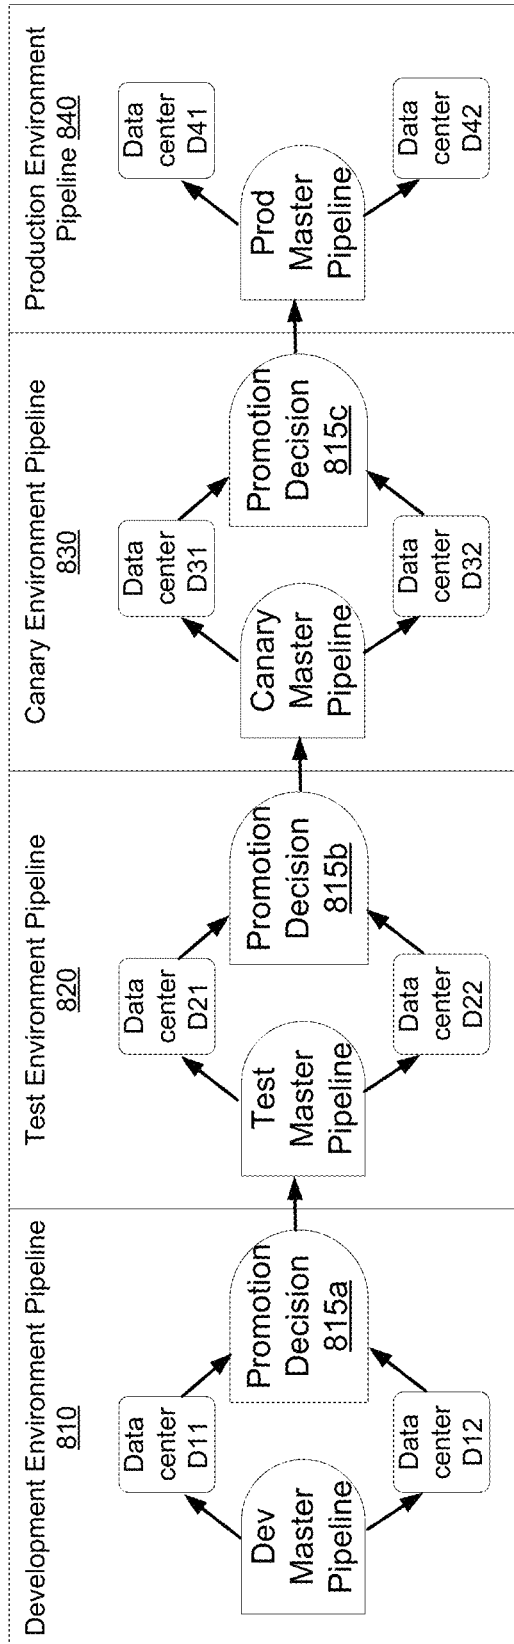 Development Environment Pipeline
810
Data
center
D11
Dev
Master
Pipeline
Promotion
Decision
815a
Data
center
D12
Test Environment Pipeline
820
Data
center
D21
Test
Master
Pipeline
Promotion
Decision
815b
Data
center
D22
Canary Environment Pipeline
830
Data
center
D31
Canary
Master
Pipeline
Promotion
Decision
815c
Data
center
D32
Production Environment
Pipeline 840
Data
center
D41
Prod
Master
Pipeline
Data
center
D42